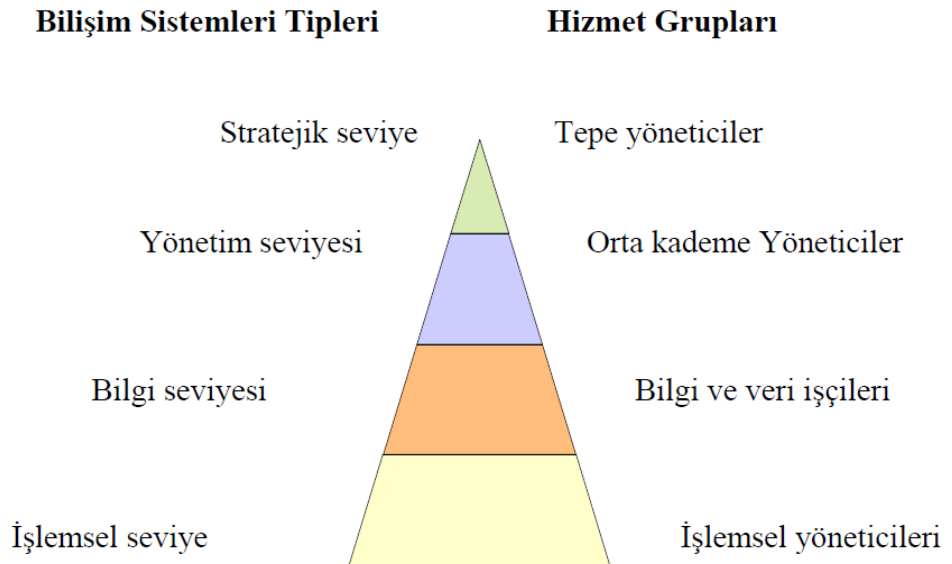 Bilişim Sistemleri Tipleri
Hizmet Grupları
Stratejik seviye
Tepe yöneticiler
Yönetim seviyesi
Orta kademe Yöneticiler
Bilgi seviyesi
Bilgi ve veri işçileri
İşlemsel seviye
İşlemsel yöneticileri